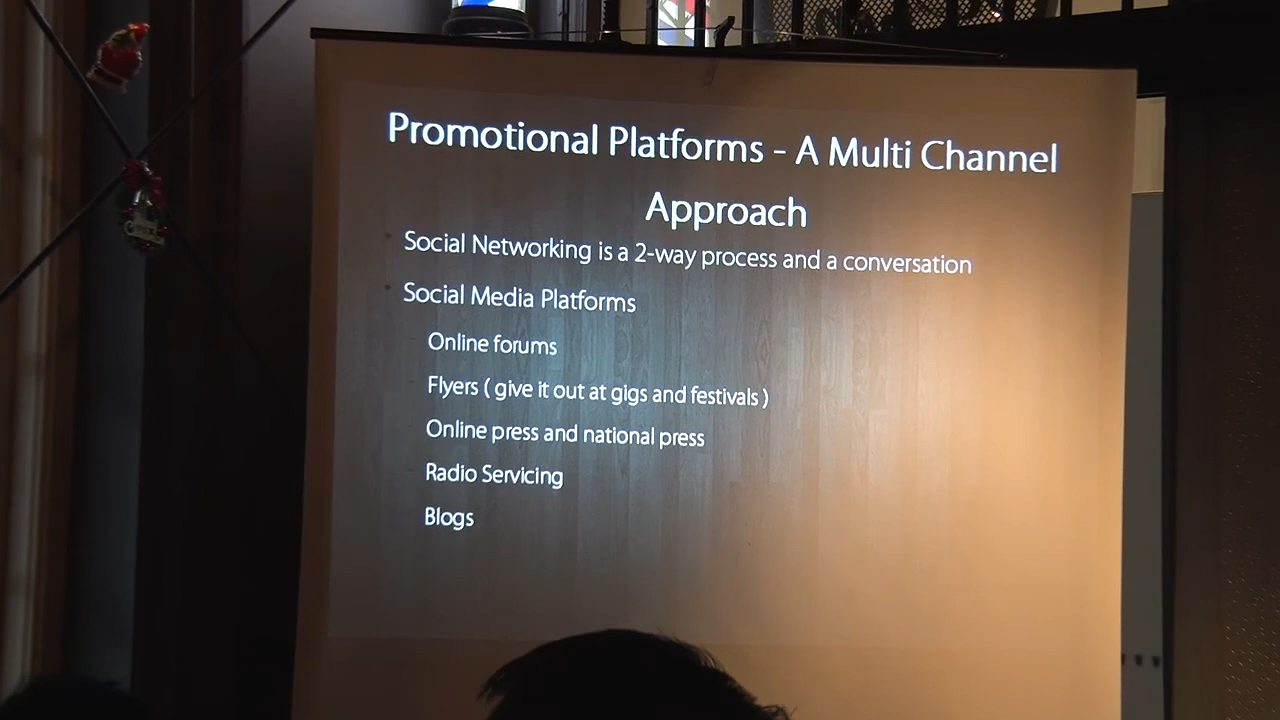 Promotional Platforms - A Multi Channel
Approach
Social Networking is a 2-way process and a conversation
Social Media Platforms
Online forums
Flyers ( give it out at gigs and festivals )
Online press and national press
Radio Servicing
Blogs